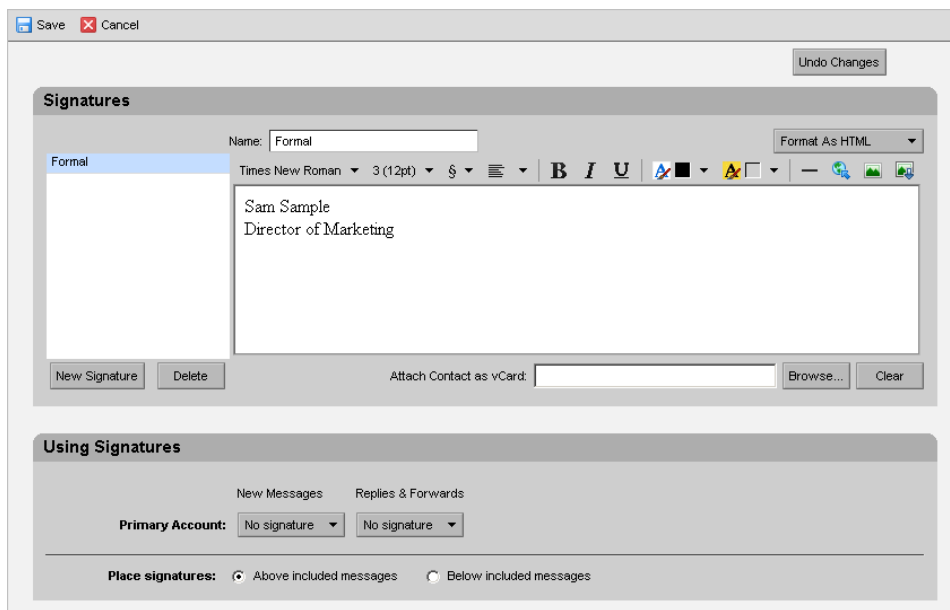 Save Cancel
Undo Changes
Signatures
Name: Formal Format As HTML
Formal
Times New Roman 3 (12pt) § B I U
Sam Sample
Director of Marketing
New Signature Delete Attach Contact as vCard: Browse... Clear
Using Signatures
New Messages Replies & Forwards
Primary Account: No signature No signature
Place signatures: Above included messages Below included messages